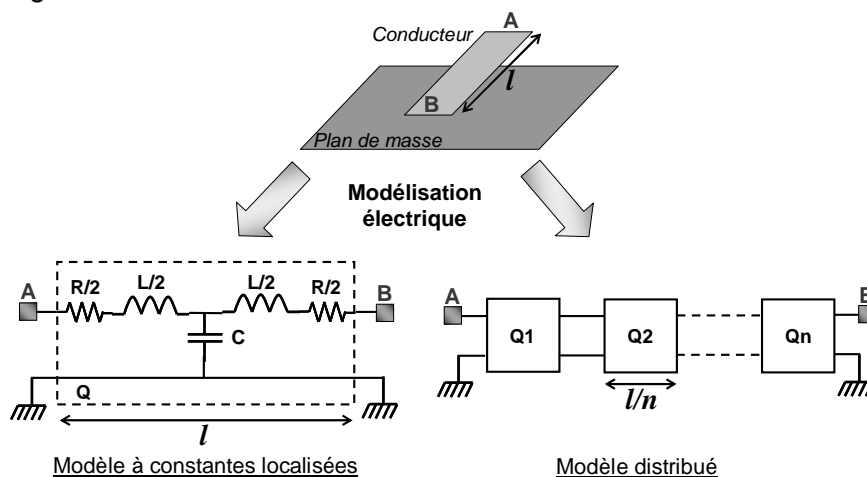 A
Conducteur
l
B
Plan de masse
Modélisation
électrique
A R/2 L/2 L/2 R/2 B
C
Q
l
Modèle à constantes localisées
A
Q1 Q2 Qn
l/n
Modèle distribué